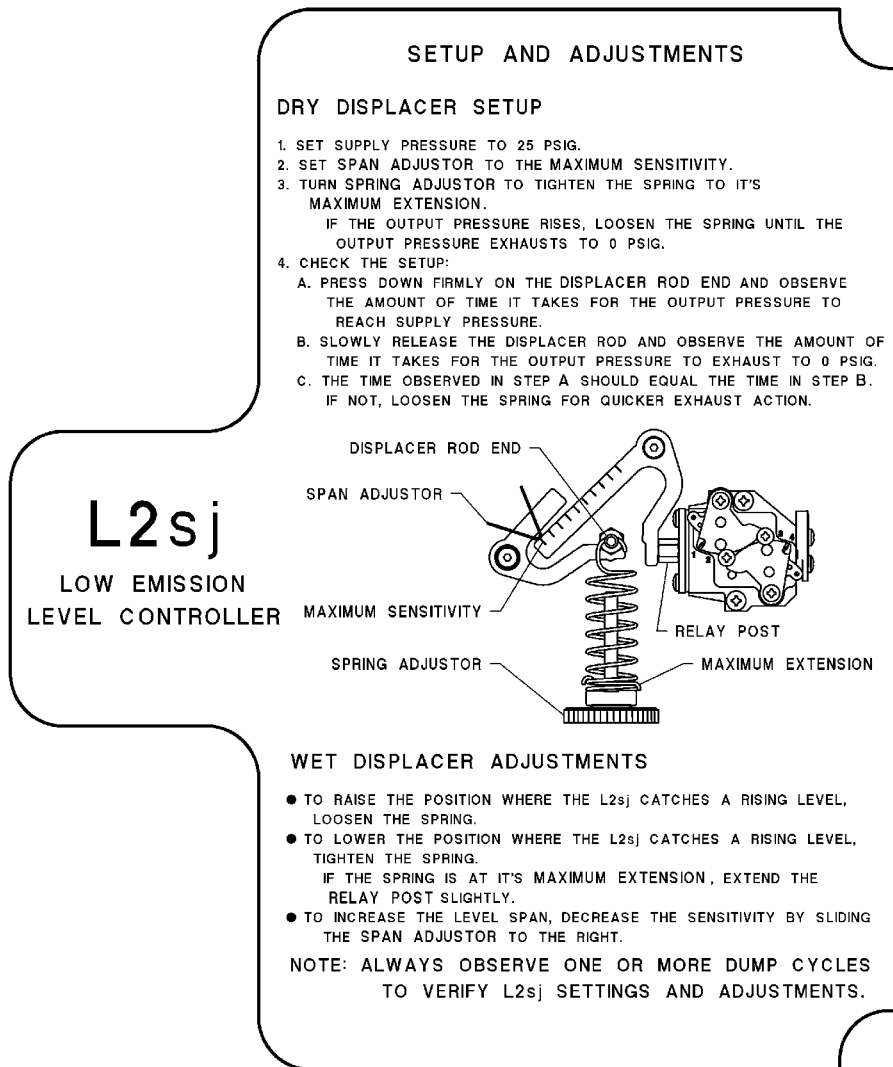 SETUP AND ADJUSTMENTS
DRY DISPLACER SETUP
1. SET SUPPLY PRESSURE TO 25 PSIG.
2. SET SPAN ADJUSTOR TO THE MAXIMUM SENSITIVITY.
3. TURN SPRING ADJUSTOR TO TIGHTEN THE SPRING TO IT'S
MAXIMUM EXTENSION.
IF THE OUTPUT PRESSURE RISES, LOOSEN THE SPRING UNTIL THE
OUTPUT PRESSURE EXHAUSTS TO 0 PSIG.
4. CHECK THE SETUP:
A. PRESS DOWN FIRMLY ON THE DISPLACER ROD END AND OBSERVE
THE AMOUNT OF TIME IT TAKES FOR THE OUTPUT PRESSURE TO
REACH SUPPLY PRESSURE.
B. SLOWLY RELEASE THE DISPLACER ROD AND OBSERVE THE AMOUNT OF
TIME IT TAKES FOR THE OUTPUT PRESSURE TO EXHAUST TO 0 PSIG.
C. THE TIME OBSERVED IN STEP A SHOULD EQUAL THE TIME IN STEP B.
IF NOT, LOOSEN THE SPRING FOR QUICKER EXHAUST ACTION.
DISPLACER ROD END
SPAN ADJUSTOR
MAXIMUM SENSITIVITY
SPRING ADJUSTOR
1
2
3
4
RELAY POST
MAXIMUM EXTENSION
L2sj
LOW EMISSION
LEVEL CONTROLLER
WET DISPLACER ADJUSTMENTS
● TO RAISE THE POSITION WHERE THE L2sj CATCHES A RISING LEVEL,
LOOSEN THE SPRING.
● TO LOWER THE POSITION WHERE THE L2sj CATCHES A RISING LEVEL,
TIGHTEN THE SPRING.
IF THE SPRING IS AT IT'S MAXIMUM EXTENSION, EXTEND THE
RELAY POST SLIGHTLY.
● TO INCREASE THE LEVEL SPAN, DECREASE THE SENSITIVITY BY SLIDING
THE SPAN ADJUSTOR TO THE RIGHT.
NOTE: ALWAYS OBSERVE ONE OR MORE DUMP CYCLES
TO VERIFY L2sj SETTINGS AND ADJUSTMENTS.